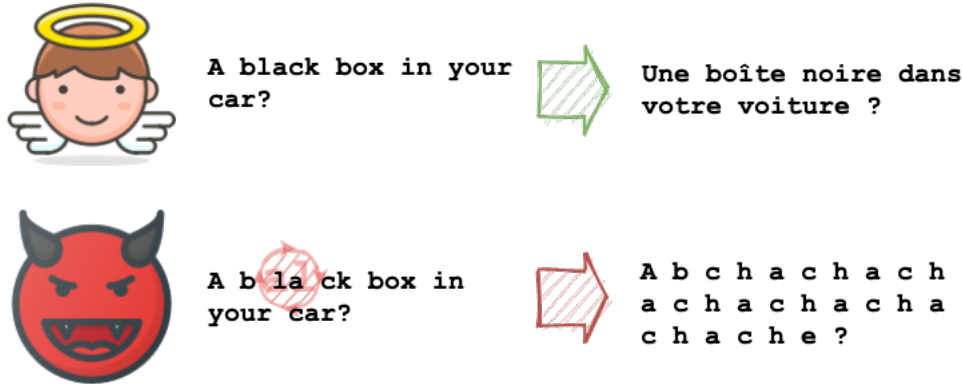 A black box in your
car?
Une boîte noire dans
votre voiture ?
A b la ck box in
your car?
A b c h a c h a c h
a c h a c h a c h a
c h a c h e ?